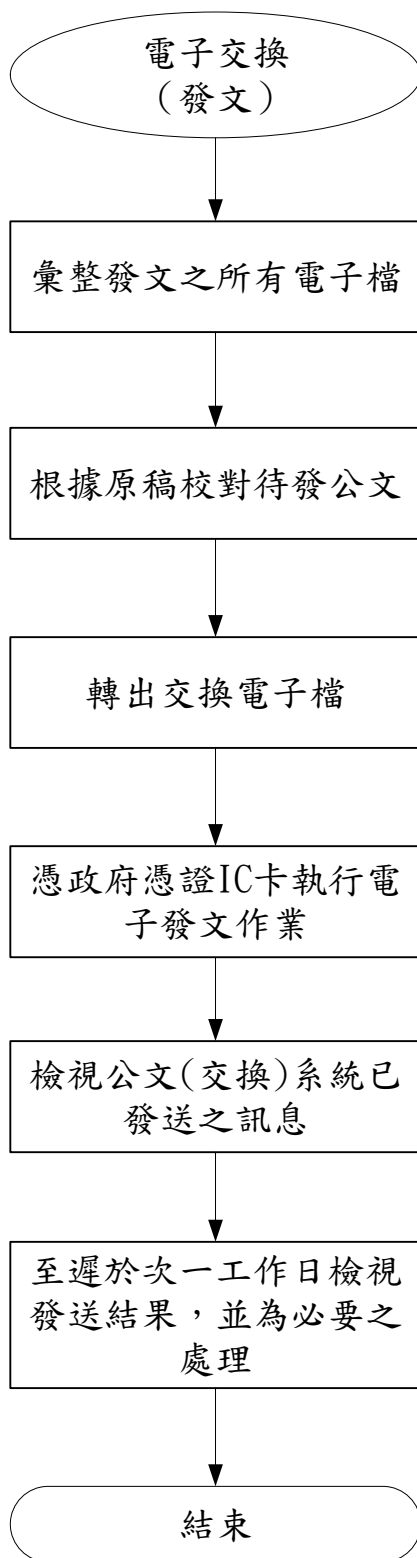 電子交換
（發文）
彙整發文之所有電子檔
根據原稿校對待發公文
轉出交換電子檔
憑政府憑證IC卡執行電
子發文作業
檢視公文(交換)系統已
發送之訊息
至遲於次一工作日檢視
發送結果，並為必要之
處理
結束